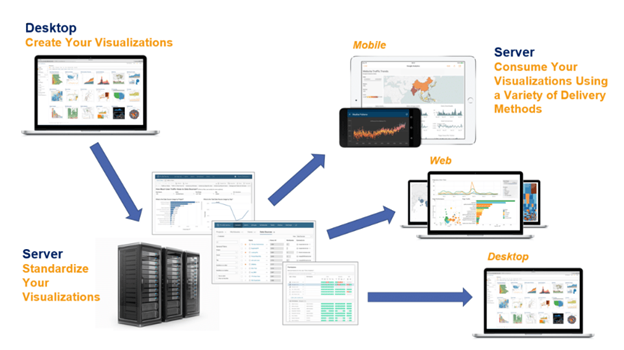 Desktop
Create Your Visualizations
Mobile
Server
Consume Your
Visualizations Using
a Variety of Delivery
Methods
Web
Server
Standardize
Your
Visualizations
Desktop